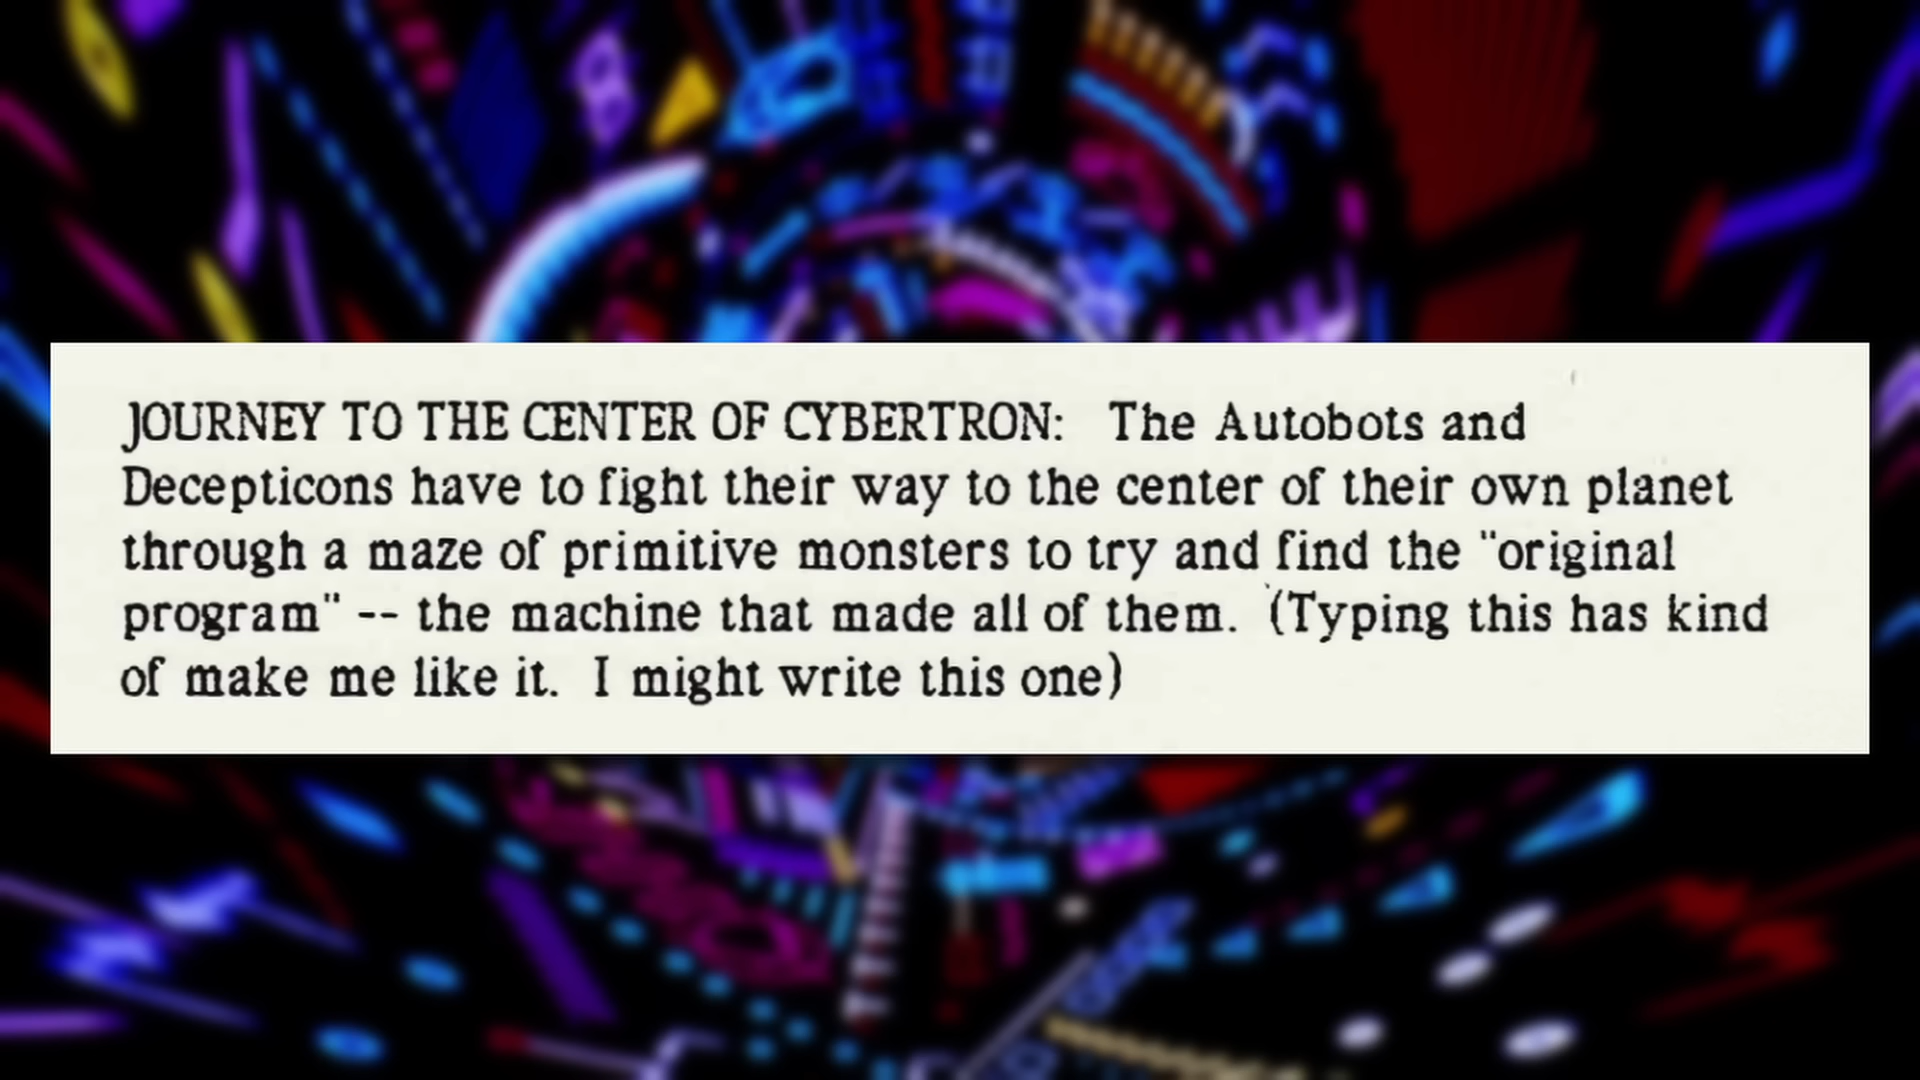 JOURNEY TO THE CENTER OF CYBERTRON: The Autobots and
Decepticons have to fight their way to the center of their own planet
through a maze of primitive monsters to try and find the "original
program" -- the machine that made all of them. (Typing this has kind
of make me like it. I might write this one)